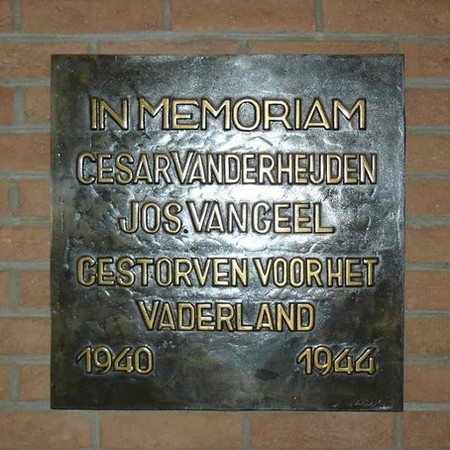 IN MEMORIAM
CESAR VANDERHEIJDEN
JOS. VAN GEEL
GESTORVEN VOOR HET
VADERLAND
1940 1944